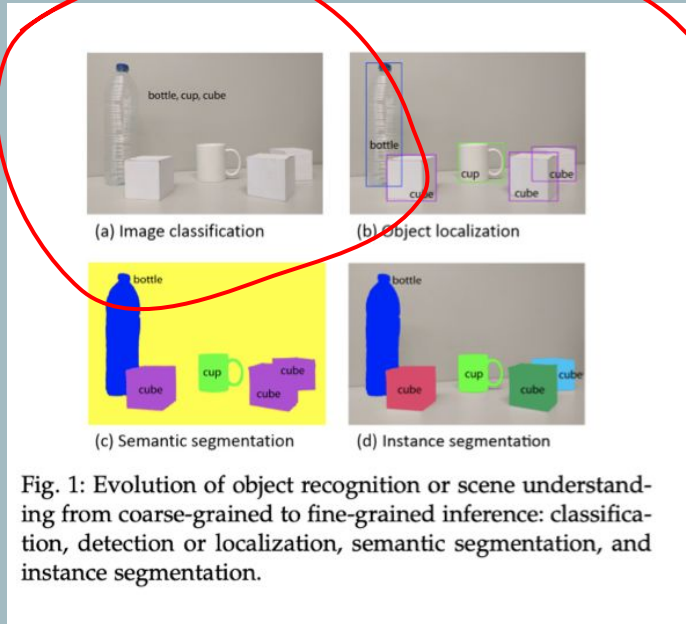 bottle, cup, cube
bottle
cup
cube
cube
cube
(a) Image classification
(b) Object localization
bottle
cube
cup
cube
cube
bottle
cube
cup
cube
cube
(c) Semantic segmentation
(d) Instance segmentation
Fig. 1: Evolution of object recognition or scene understand-
ing from coarse-grained to fine-grained inference: classifica-
tion, detection or localization, semantic segmentation, and
instance segmentation.